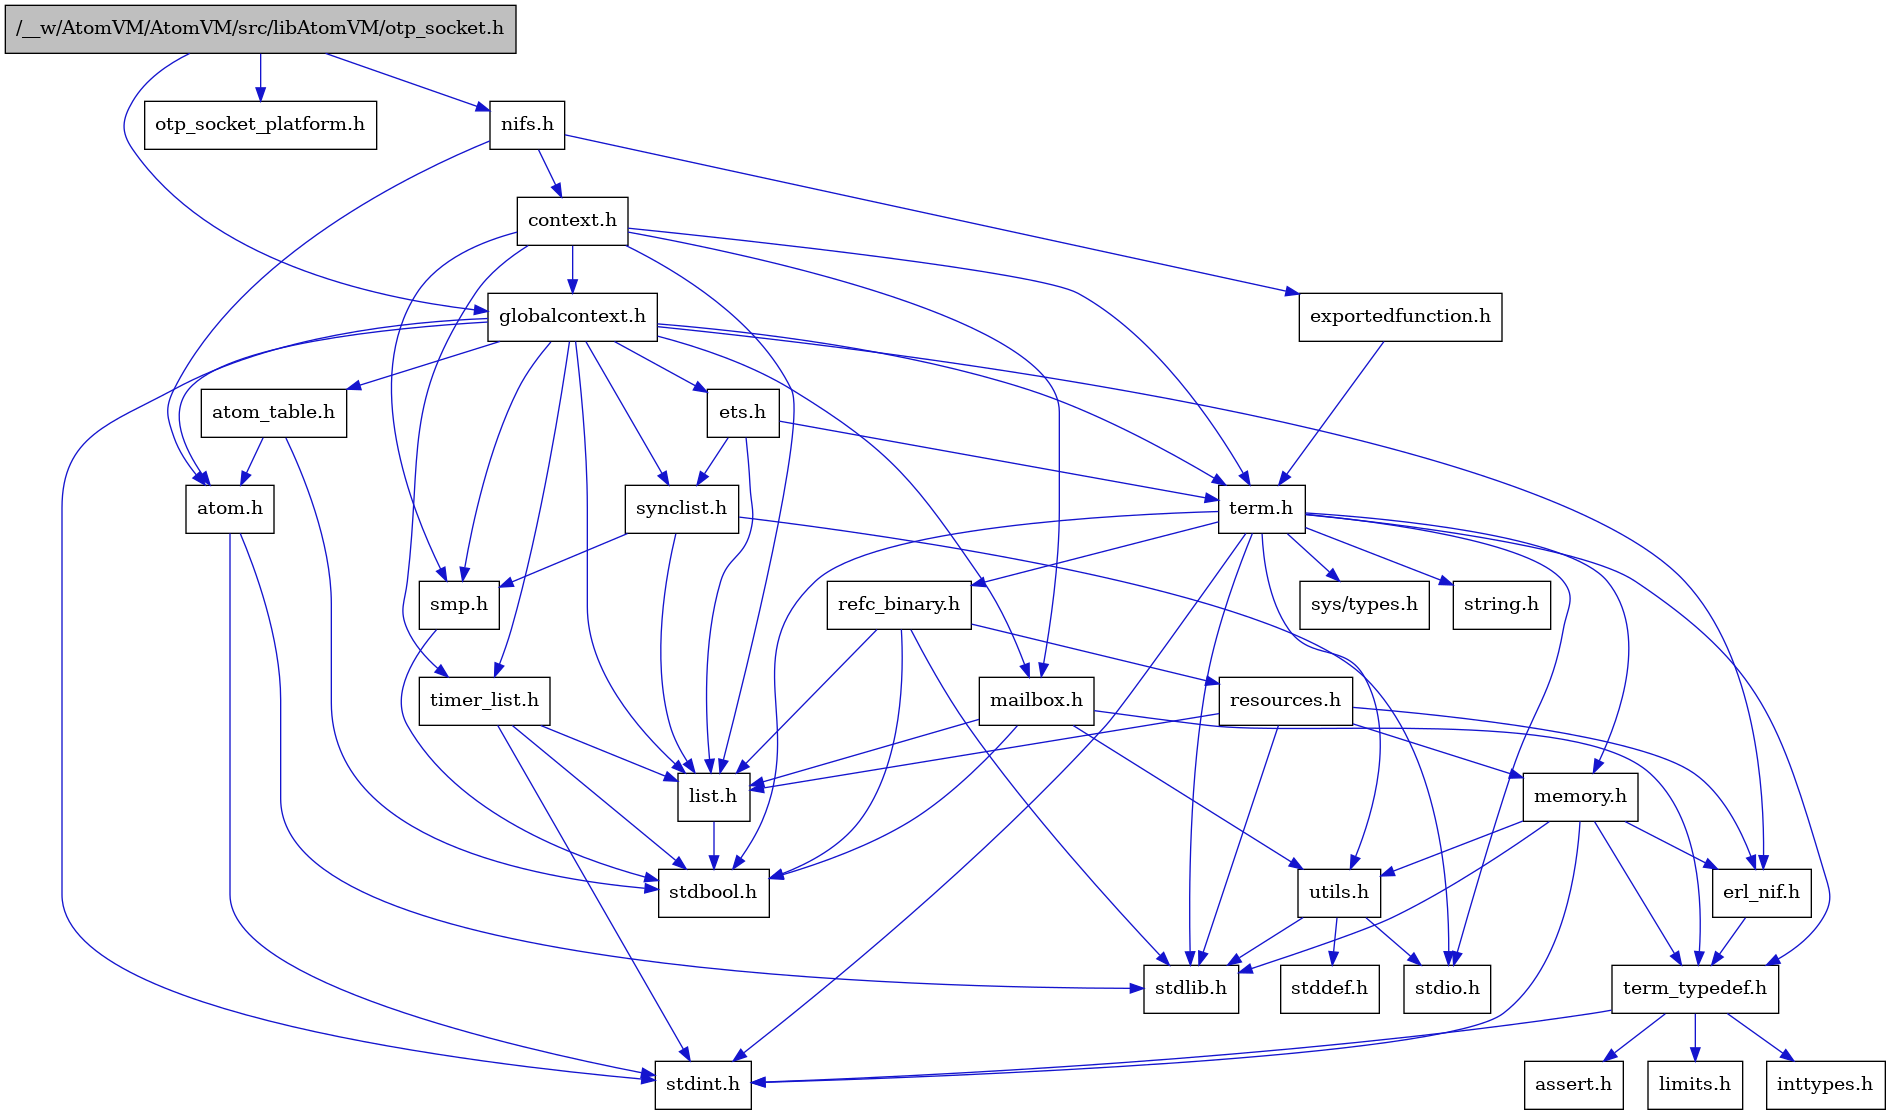 /__w/AtomVM/AtomVM/src/libAtomVM/otp_socket.h
otp_socket_platform.h
nifs.h
context.h
globalcontext.h
exportedfunction.h
atom_table.h
ets.h
atom.h
synclist.h
term.h
smp.h
refc_binary.h
sys/types.h
string.h
timer_list.h
mailbox.h
resources.h
list.h
memory.h
stdbool.h
utils.h
erl_nif.h
stdlib.h
stddef.h
stdio.h
term_typedef.h
stdint.h
assert.h
limits.h
inttypes.h